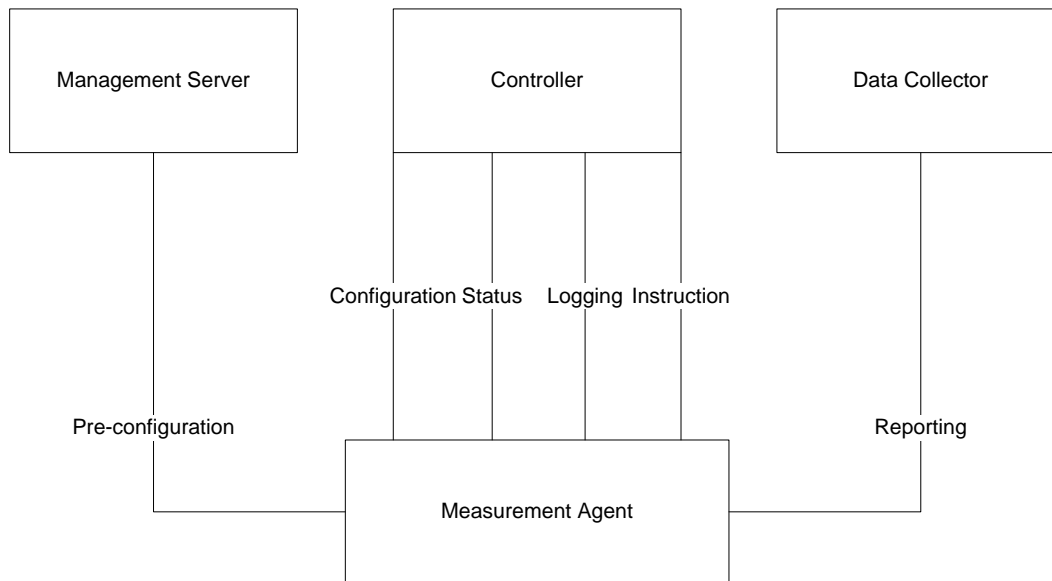 Management Server
Controller
Data Collector
Configuration
Status
Logging
Instruction
Pre-configuration
Reporting
Measurement Agent